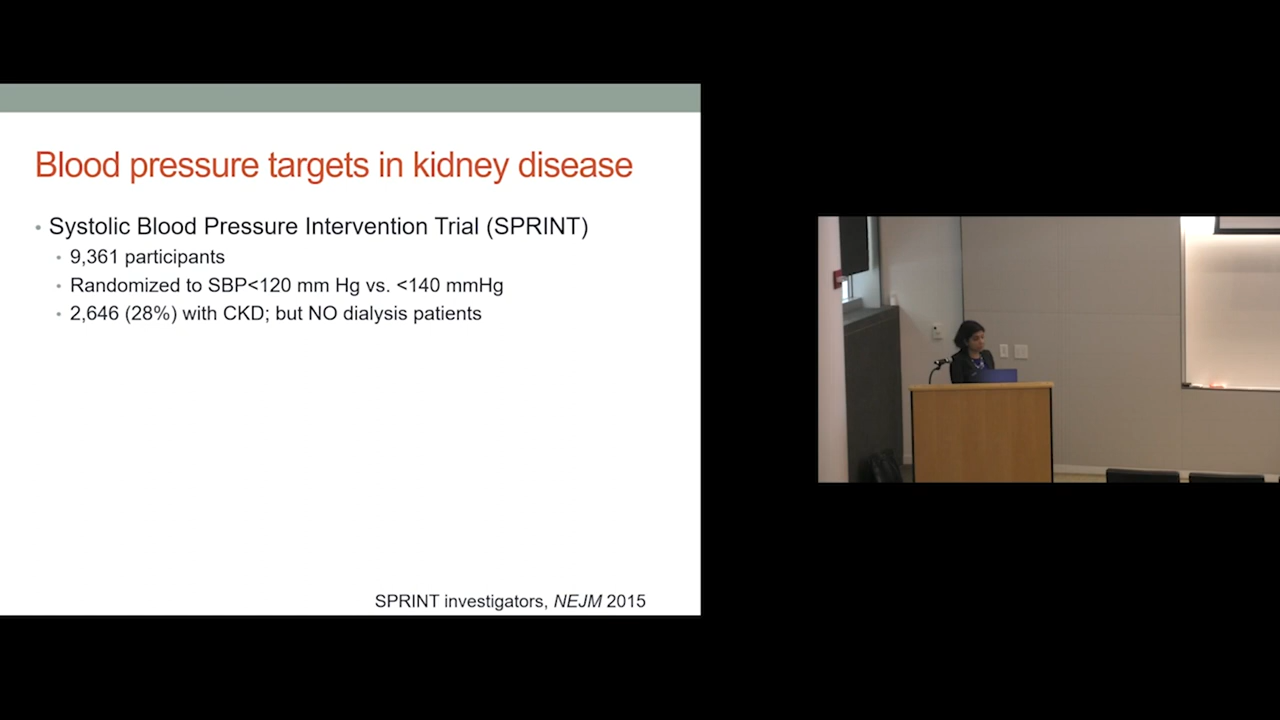 Blood pressure targets in kidney disease
• Systolic Blood Pressure Intervention Trial (SPRINT)
• 9,361 participants
• Randomized to SBP<120 mm Hg vs. <140 mmHg
• 2,646 (28%) with CKD; but NO dialysis patients
SPRINT investigators, NEJM 2015